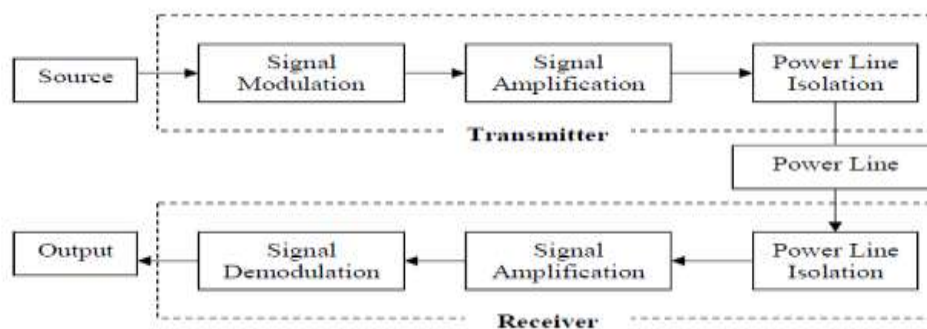 Source
Signal
Modulation
Signal
Amplification
Power Line
Isolation
Transmitter
Power Line
Output
Signal
Demodulation
Signal
Amplification
Power Line
Isolation
Receiver